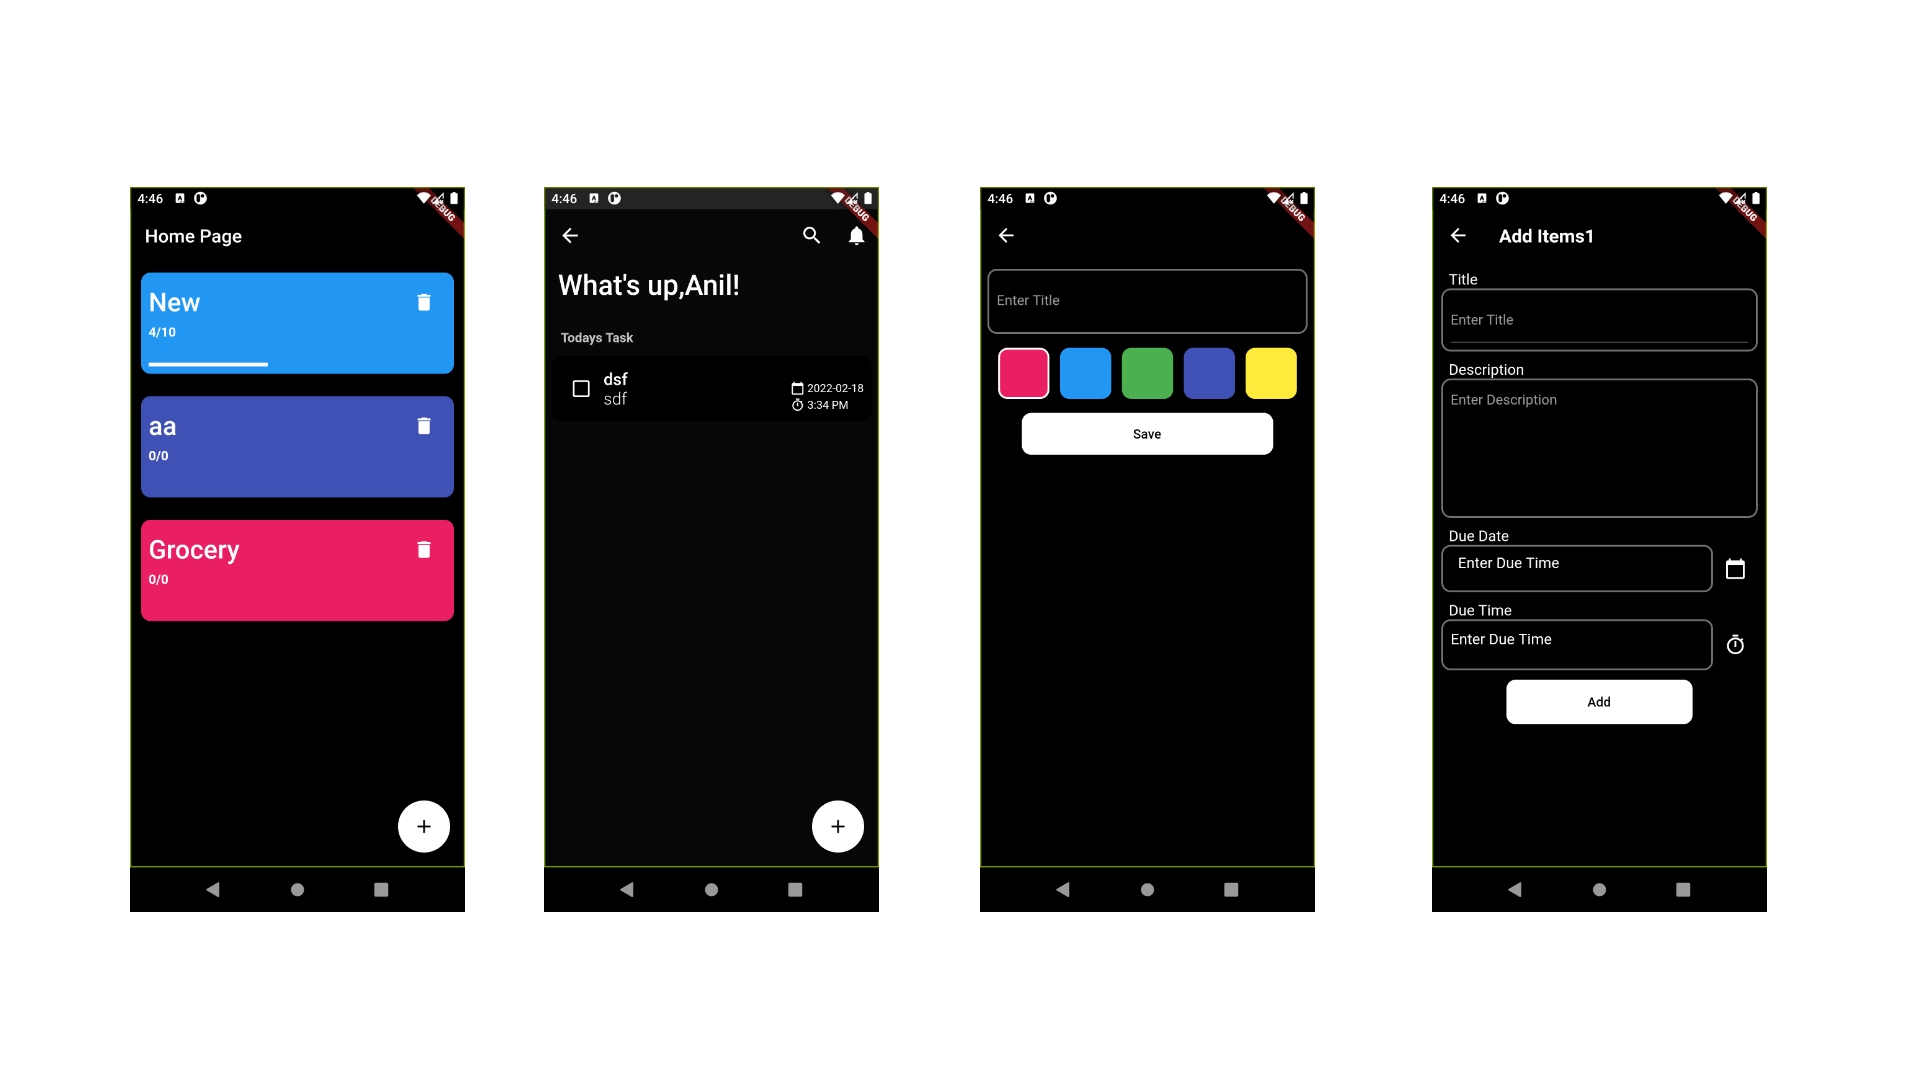 4:46
DEBUG
Home Page
New
4/10
aa
0/0
Grocery
0/0
4:46
DEBUG
What's up,Anil!
Todays Task
dsf
sdf
2022-02-18
3:34 PM
4:46
DEBUG
Enter Title
Save
4:46
DEBUG
Add Items1
Title
Enter Title
Description
Enter Description
Due Date
Enter Due Time
Due Time
Enter Due Time
Add